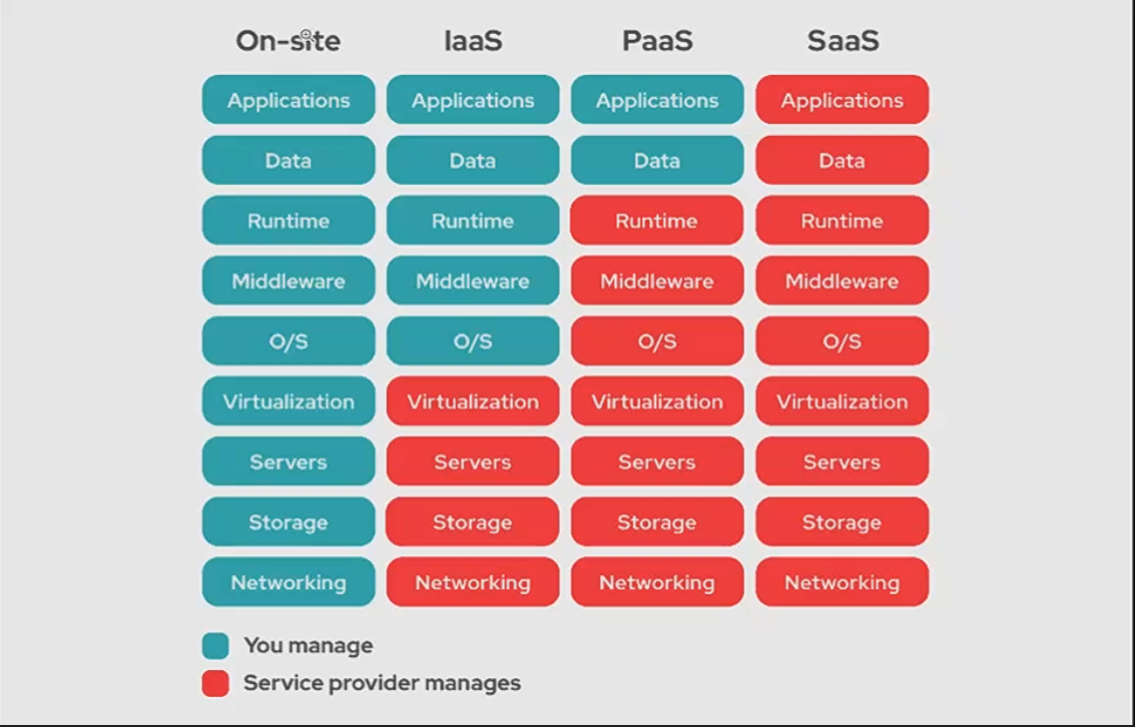 On-site IaaS PaaS SaaS
Applications Applications Applications Applications
Data Data Data Data
Runtime Runtime Runtime Runtime
Middleware Middleware Middleware Middleware
O/S O/S O/S O/S
Virtualization Virtualization Virtualization Virtualization
Servers Servers Servers Servers
Storage Storage Storage Storage
Networking Networking Networking Networking
You manage
Service provider manages